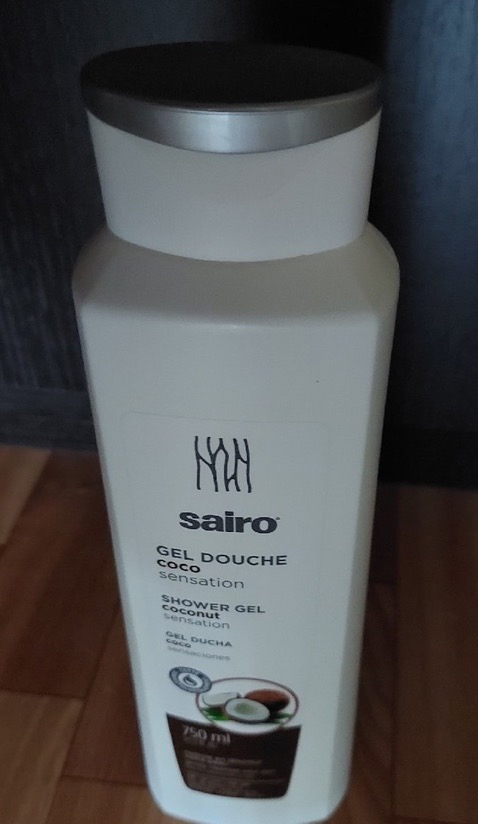 sairo
GEL DOUCHE
coco
sensation
SHOWER GEL
coconut
sensation
GEL DUCHA
coco
sensaciones
750 ml